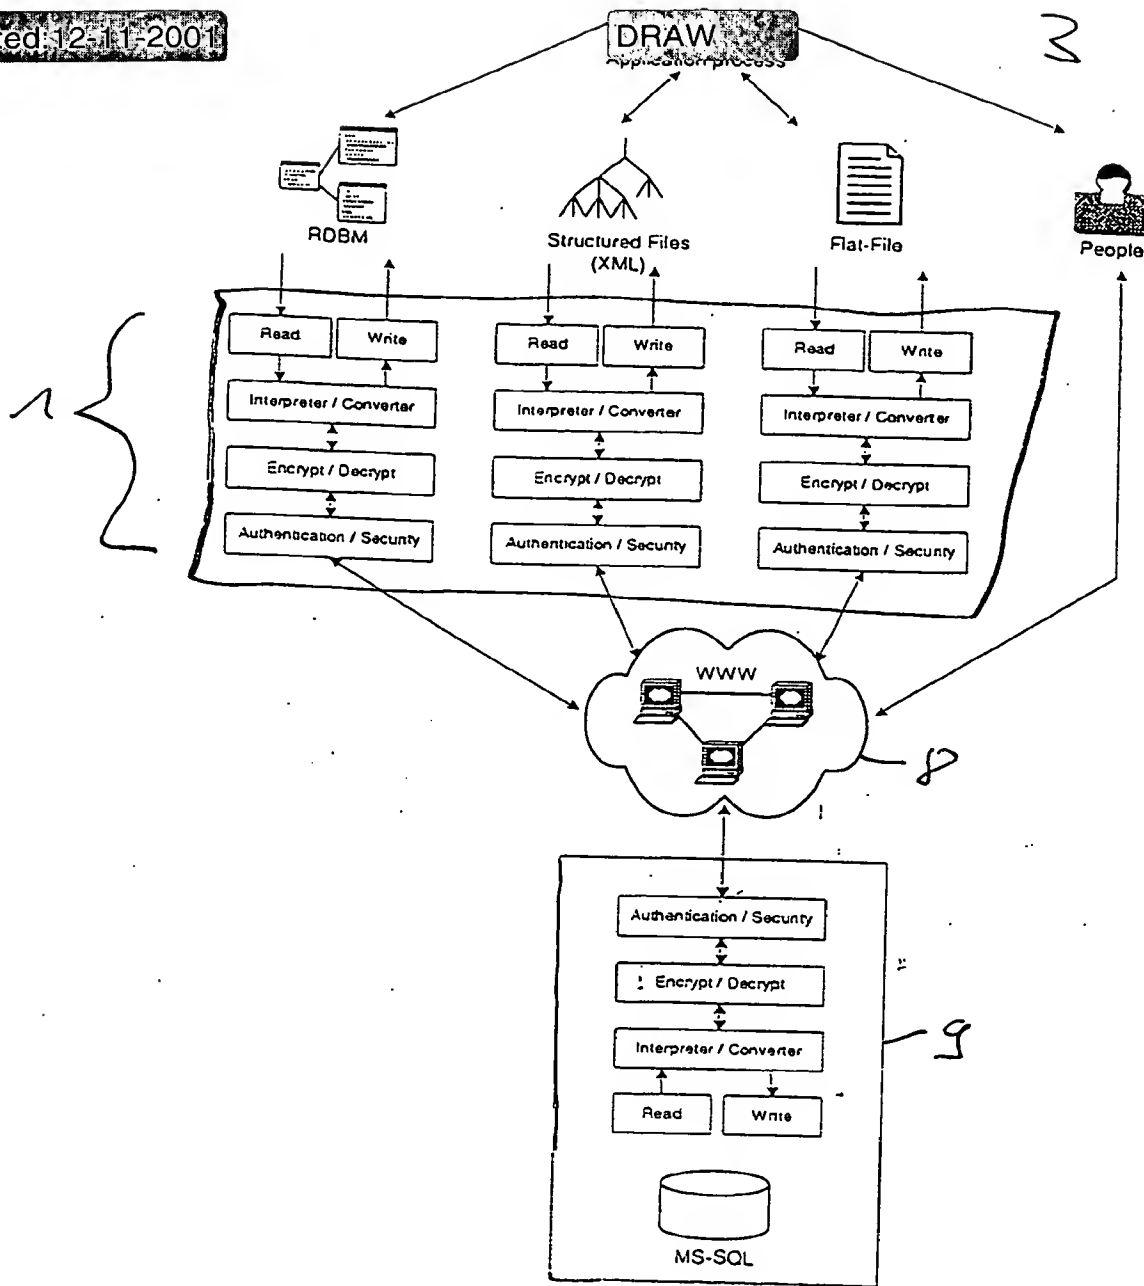 ed:12-11-2001
DRAW
3
Application process
RDBM
Structured Files
(XML)
Flat-File
People
Read
Write
Read
Write
Read
Write
1
Interpreter / Converter
Interpreter / Converter
Interpreter / Converter
Encrypt / Decrypt
Encrypt / Decrypt
Encrypt / Decrypt
Authentication / Security
Authentication / Security
Authentication / Security
WWW
8
Authentication / Security
Encrypt / Decrypt
Interpreter / Converter
9
Read
Write
MS-SQL